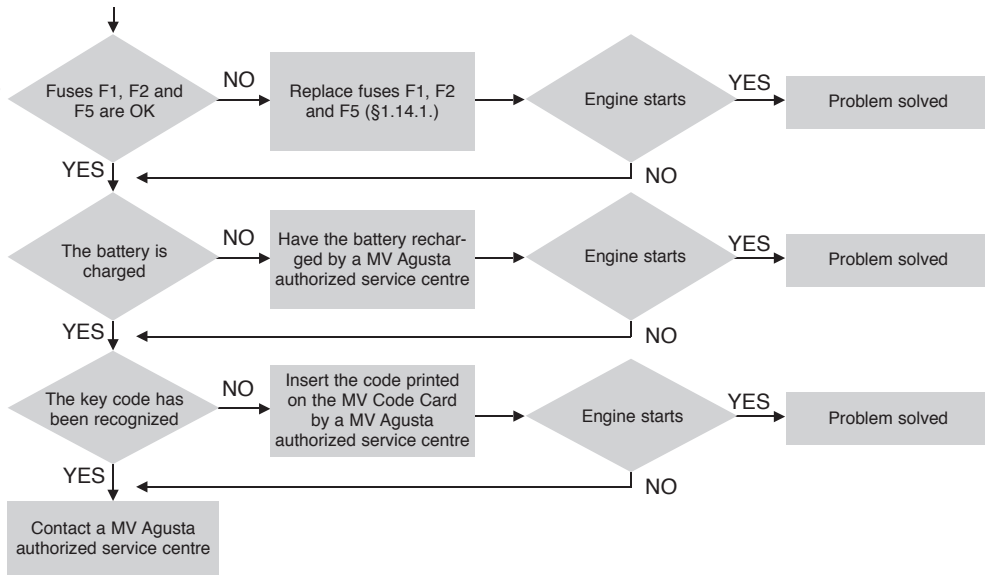 Fuses F1, F2 and
F5 are OK
NO
Replace fuses F1, F2
and F5 (§1.14.1.)
Engine starts
YES
Problem solved
YES
NO
The battery is
charged
NO
Have the battery rechar-
ged by a MV Agusta
authorized service centre
Engine starts
YES
Problem solved
YES
NO
The key code has
been recognized
NO
Insert the code printed
on the MV Code Card
by a MV Agusta
authorized service centre
Engine starts
YES
Problem solved
YES
NO
Contact a MV Agusta
authorized service centre